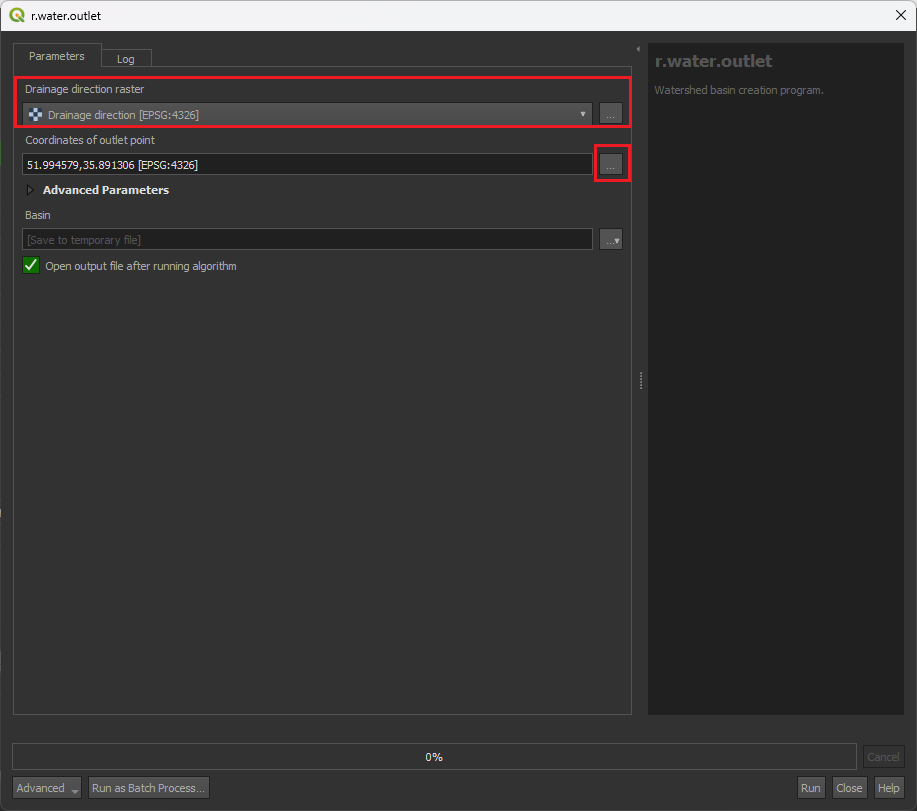 r.water.outlet
Parameters
Log
Drainage direction raster
Drainage direction [EPSG:4326]
...
Coordinates of outlet point
51.994579,35.891306 [EPSG:4326]
...
Advanced Parameters
Basin
[Save to temporary file]
...
Open output file after running algorithm
r.water.outlet
Watershed basin creation program.
0%
Cancel
Advanced
Run as Batch Process...
Run
Close
Help